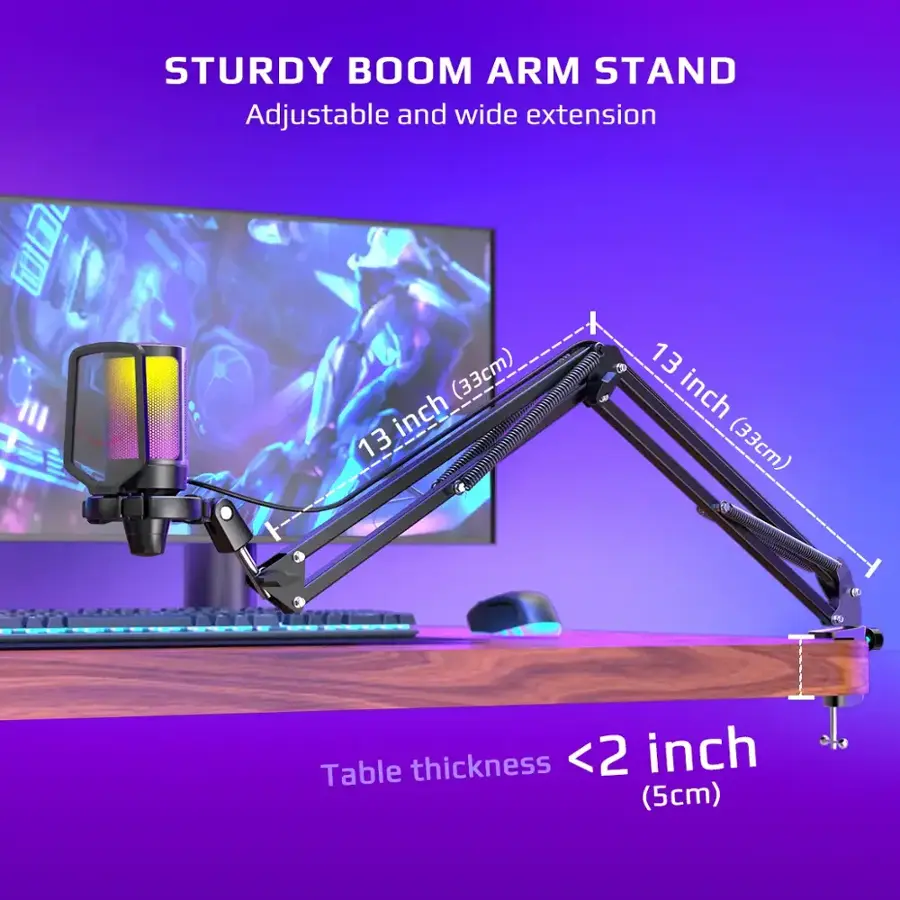 STURDY BOOM ARM STAND
Adjustable and wide extension
13 inch (33cm)
13 inch (33cm)
Table thickness <2 inch
(5cm)